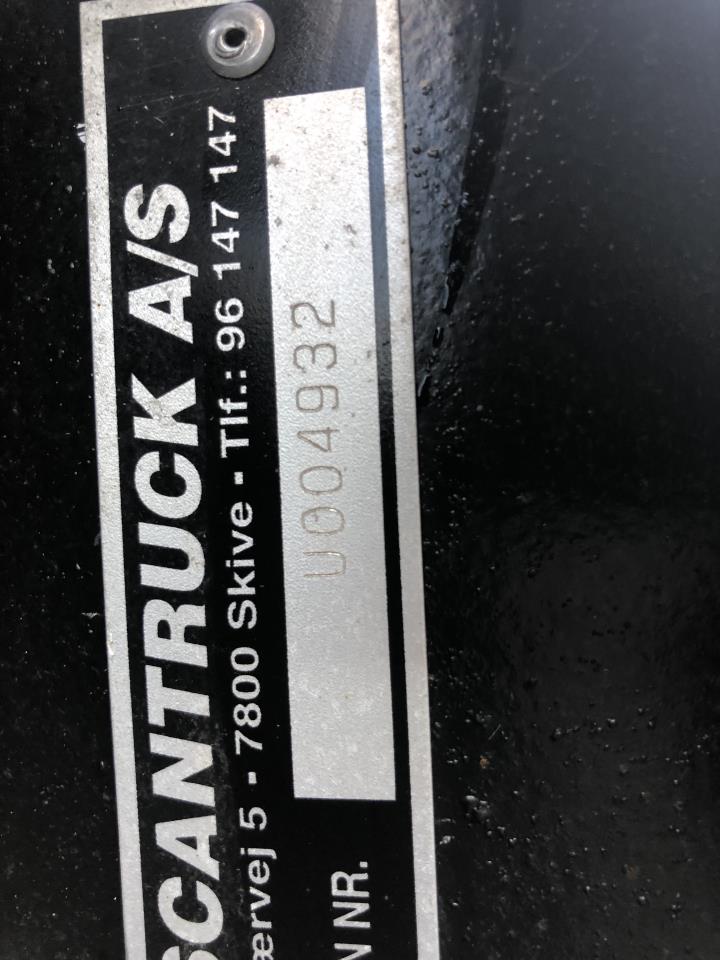 SCANTRUCK A/S
ærvej 5 - 7800 Skive - Tlf.: 96 147 147
NR. U004932